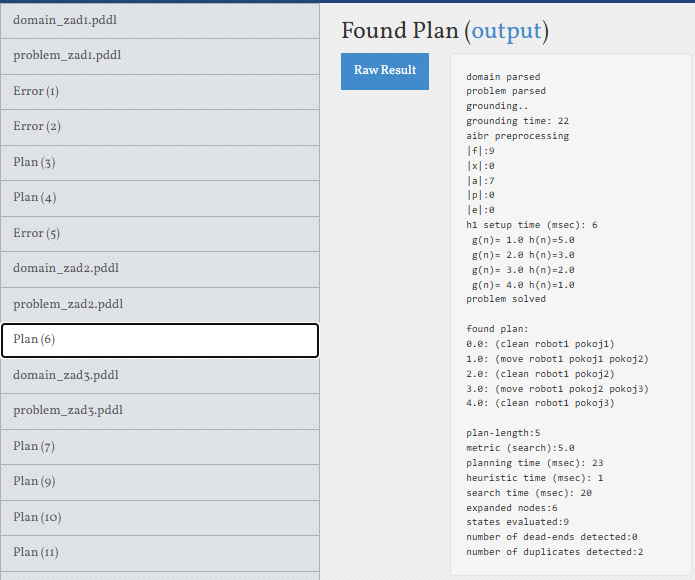 domain_zad1.pddl
problem_zad1.pddl
Error (1)
Error (2)
Plan (3)
Plan (4)
Error (5)
domain_zad2.pddl
problem_zad2.pddl
Plan (6)
domain_zad3.pddl
problem_zad3.pddl
Plan (7)
Plan (9)
Plan (10)
Plan (11)
Found Plan (output)
Raw Result
domain parsed
problem parsed
grounding..
grounding time: 22
aibr preprocessing
|f|:9
|x|:0
|a|:7
|p|:0
|e|:0
h1 setup time (msec): 6
g(n)= 1.0 h(n)=5.0
g(n)= 2.0 h(n)=3.0
g(n)= 3.0 h(n)=2.0
g(n)= 4.0 h(n)=1.0
problem solved
found plan:
0.0: (clean robot1 pokoj1)
1.0: (move robot1 pokoj1 pokoj2)
2.0: (clean robot1 pokoj2)
3.0: (move robot1 pokoj2 pokoj3)
4.0: (clean robot1 pokoj3)
plan-length:5
metric (search):5.0
planning time (msec): 23
heuristic time (msec): 1
search time (msec): 20
expanded nodes:6
states evaluated:9
number of dead-ends detected:0
number of duplicates detected:2